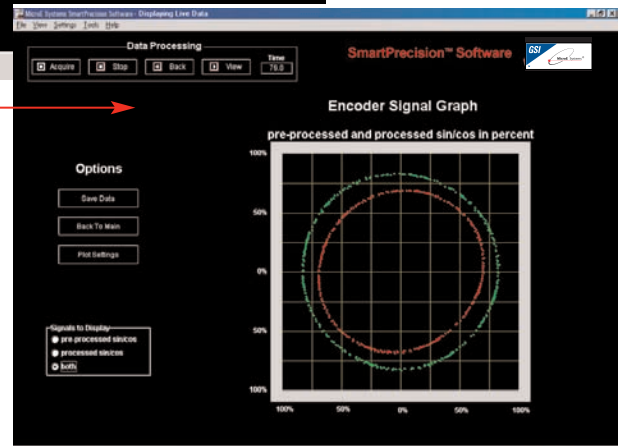 MicroE Systems SmartPrecision Software - Displaying Live Data
File View Settings Tools Help
Data Processing
Acquire Stop Back View Time 79.0
SmartPrecision™ Software
GSI MicroE Systems
Encoder Signal Graph
pre-processed and processed sin/cos in percent
Options
Save Data
Back To Main
Plot Settings
Signals to Display
pre-processed sin/cos
processed sin/cos
both
100%
50%
0%
50%
100%
100% 50% 0% 50% 100%